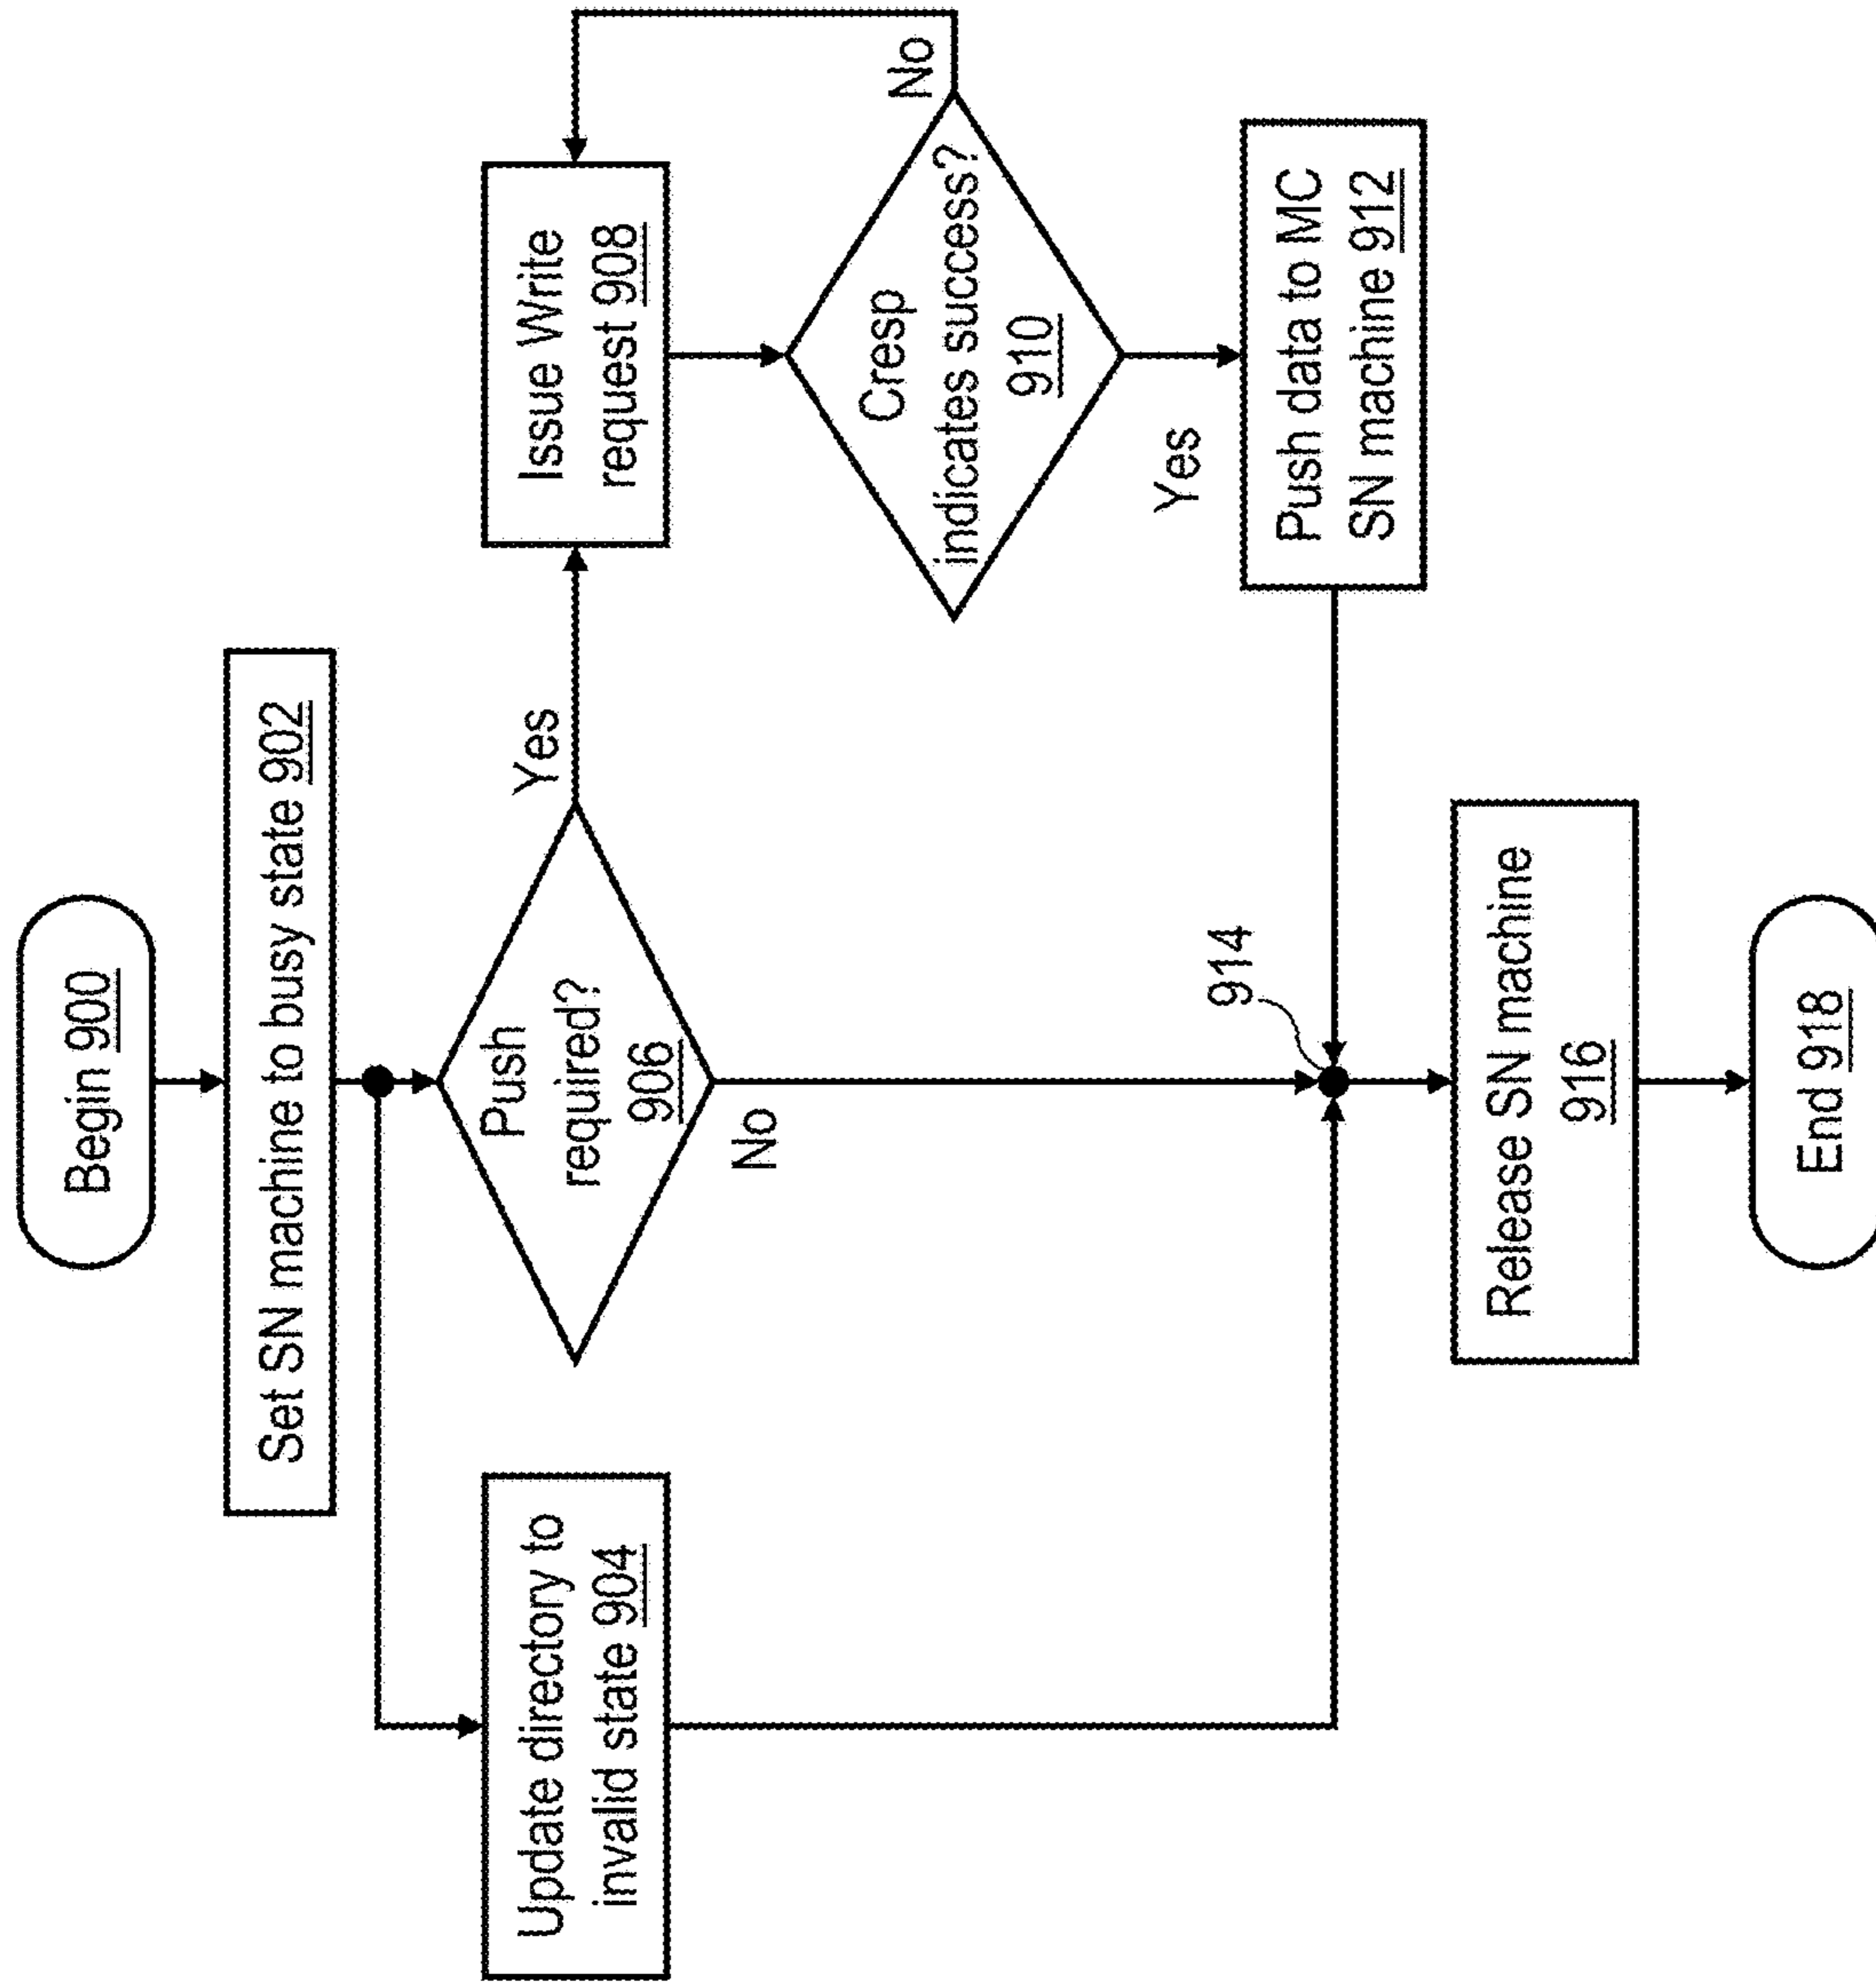 Begin 900
Set SN machine to busy state 902
Update directory to
invalid state 904
Push
required?
906
Yes
No
Issue Write
request 908
Cresp
indicates success?
910
No
Yes
Push data to MC
SN machine 912
914
Release SN machine
916
End 918